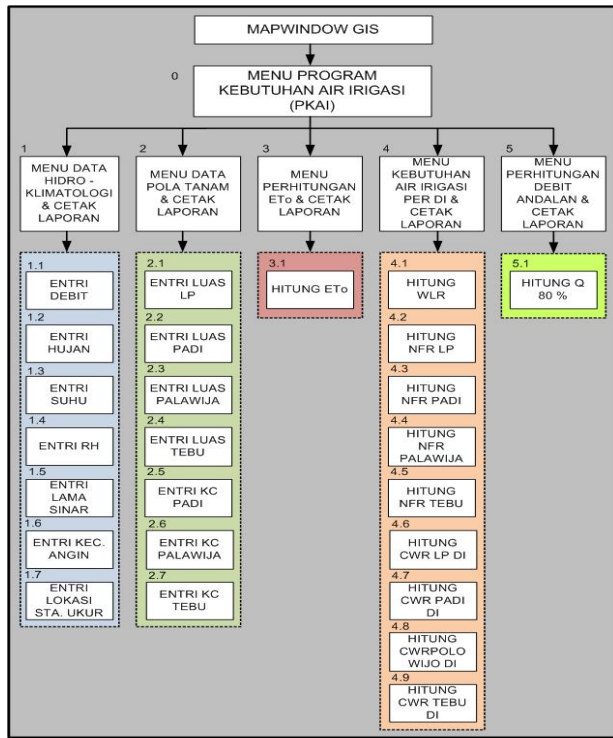 MAPWINDOW GIS
0
MENU PROGRAM
KEBUTUHAN AIR IRIGASI
(PKAI)
1
MENU DATA
HIDRO -
KLIMATOLOGI
& CETAK
LAPORAN
1.1
ENTRI
DEBIT
1.2
ENTRI
HUJAN
1.3
ENTRI
SUHU
1.4
ENTRI RH
1.5
ENTRI
LAMA
SINAR
1.6
ENTRI KEC.
ANGIN
1.7
ENTRI
LOKASI
STA. UKUR
2
MENU DATA
POLA TANAM
& CETAK
LAPORAN
2.1
ENTRI LUAS
LP
2.2
ENTRI LUAS
PADI
2.3
ENTRI LUAS
PALAWIJA
2.4
ENTRI LUAS
TEBU
2.5
ENTRI KC
PADI
2.6
ENTRI KC
PALAWIJA
2.7
ENTRI KC
TEBU
3
MENU
PERHITUNGAN
ETo & CETAK
LAPORAN
3.1
HITUNG ETo
4
MENU
KEBUTUHAN
AIR IRIGASI
PER DI &
CETAK
LAPORAN
4.1
HITUNG
WLR
4.2
HITUNG
NFR LP
4.3
HITUNG
NFR PADI
4.4
HITUNG
NFR
PALAWIJA
4.5
HITUNG
NFR TEBU
4.6
HITUNG
CWR LP DI
4.7
HITUNG
CWR PADI
DI
4.8
HITUNG
CWRPOLO
WIJO DI
4.9
HITUNG
CWR TEBU
DI
5
MENU
PERHITUNGAN
DEBIT
ANDALAN &
CETAK
LAPORAN
5.1
HITUNG Q
80 %